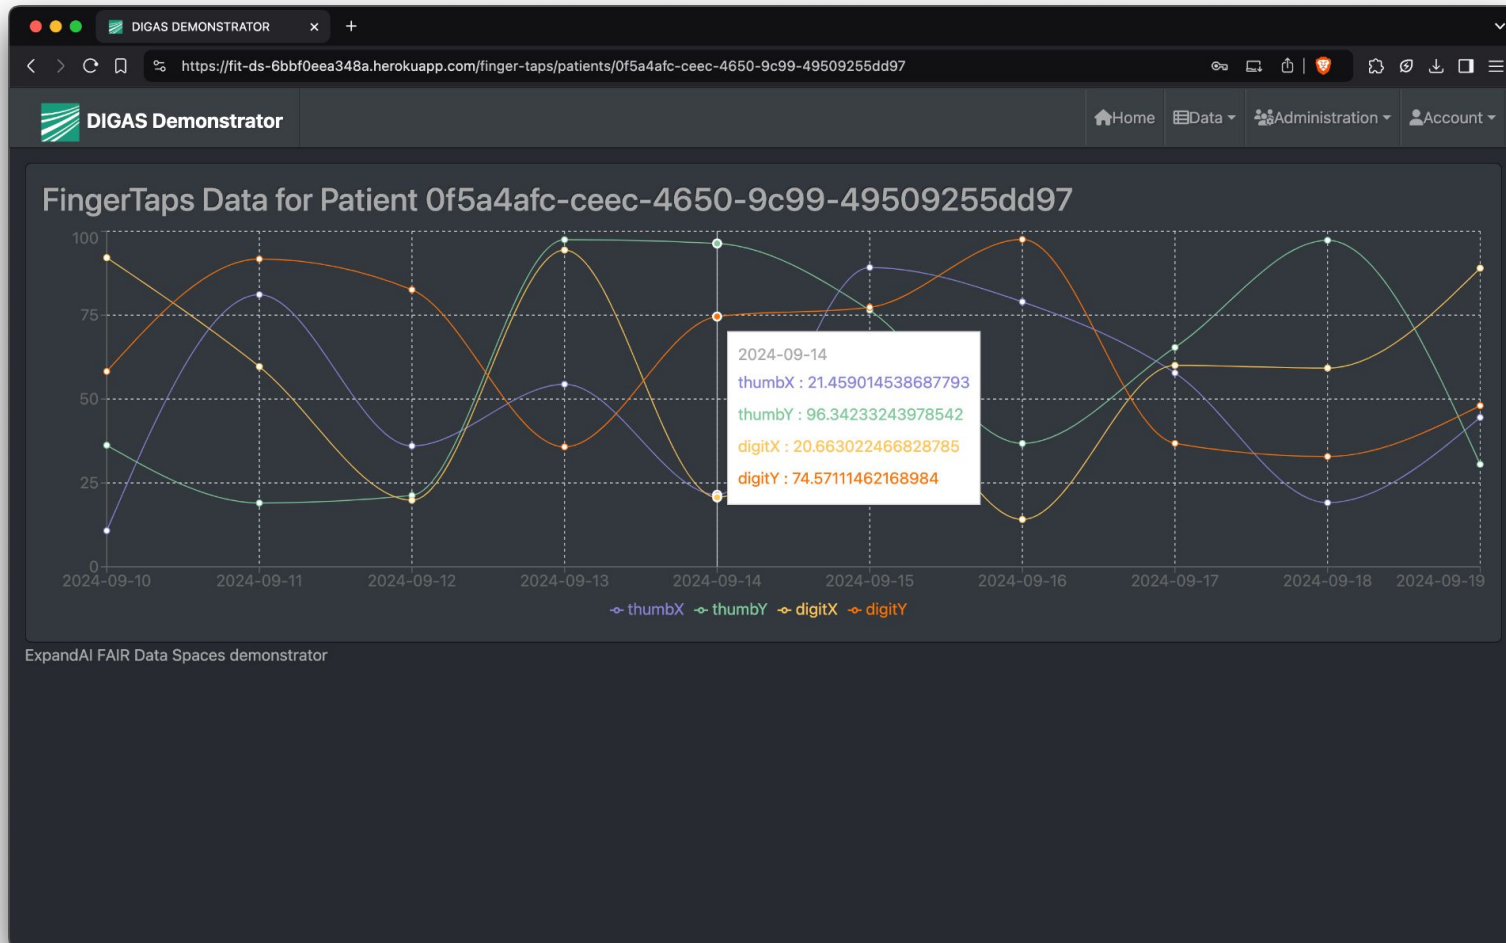 DIGAS DEMONSTRATOR
https://fit-ds-6bbf0eea348a.herokuapp.com/finger-taps/patients/0f5a4afc-ceec-4650-9c99-49509255dd97
DIGAS Demonstrator
Home Data Administration Account
FingerTaps Data for Patient 0f5a4afc-ceec-4650-9c99-49509255dd97
100
75
50
25
0
2024-09-14
thumbX : 21.459014538687793
thumbY : 96.34233243978542
digitX : 20.663022466828785
digitY : 74.57111462168984
2024-09-10 2024-09-11 2024-09-12 2024-09-13 2024-09-14 2024-09-15 2024-09-16 2024-09-17 2024-09-18 2024-09-19
thumbX thumbY digitX digitY
ExpandAI FAIR Data Spaces demonstrator